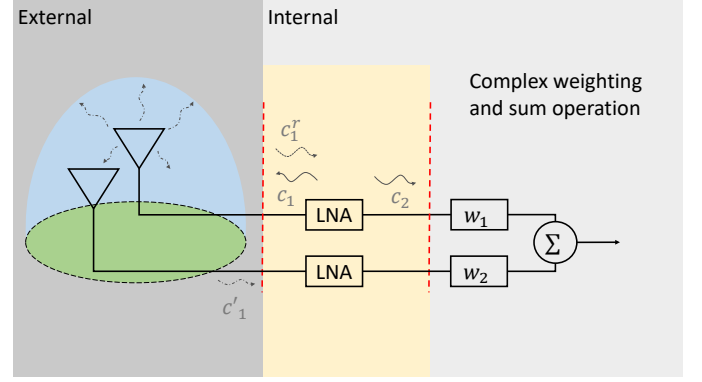 External
Internal
Complex weighting
and sum operation
c₁ʳ
c₁
c₂
LNA
w₁
Σ
LNA
w₂
c'₁